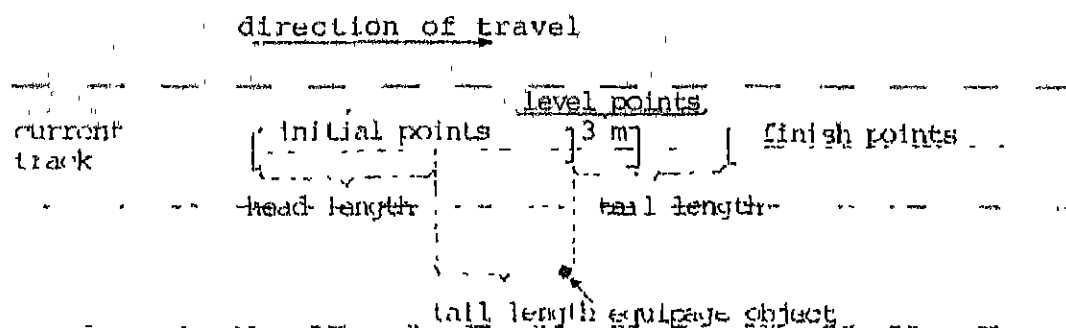 direction of travel
level points
current track
initial points
3 m
finish points
head length
tail length
tail length equipage object